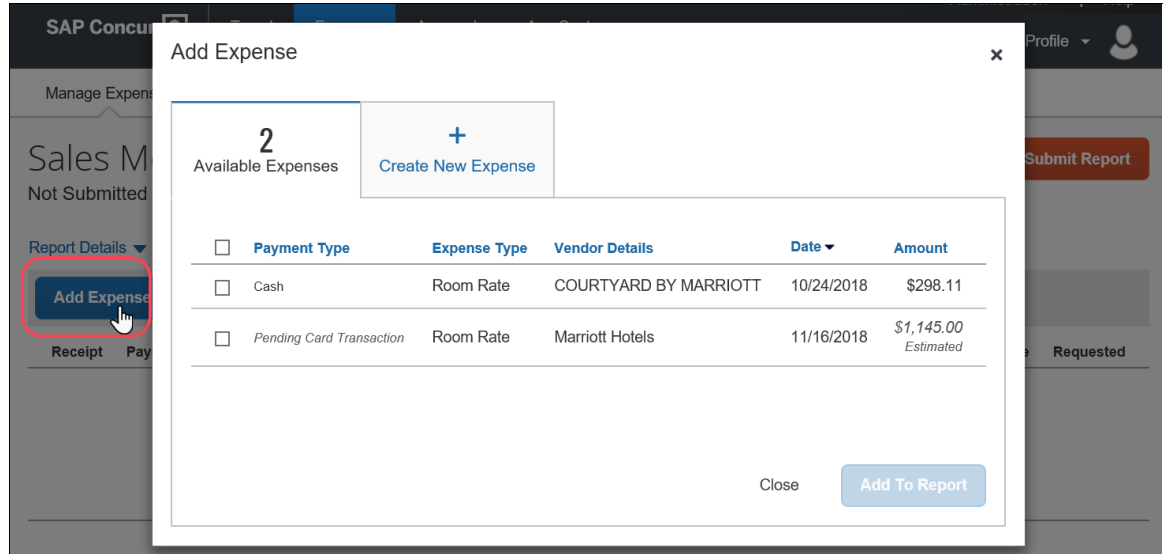 SAP Concur
Profile
Add Expense
Manage Expens
2
Available Expenses
+
Create New Expense
Sales M
Not Submitted
Submit Report
Report Details
Add Expense
Receipt Pay
Requested
Payment Type Expense Type Vendor Details Date Amount
Cash Room Rate COURTYARD BY MARRIOTT 10/24/2018 $298.11
Pending Card Transaction Room Rate Marriott Hotels 11/16/2018 $1,145.00
Estimated
Close Add To Report